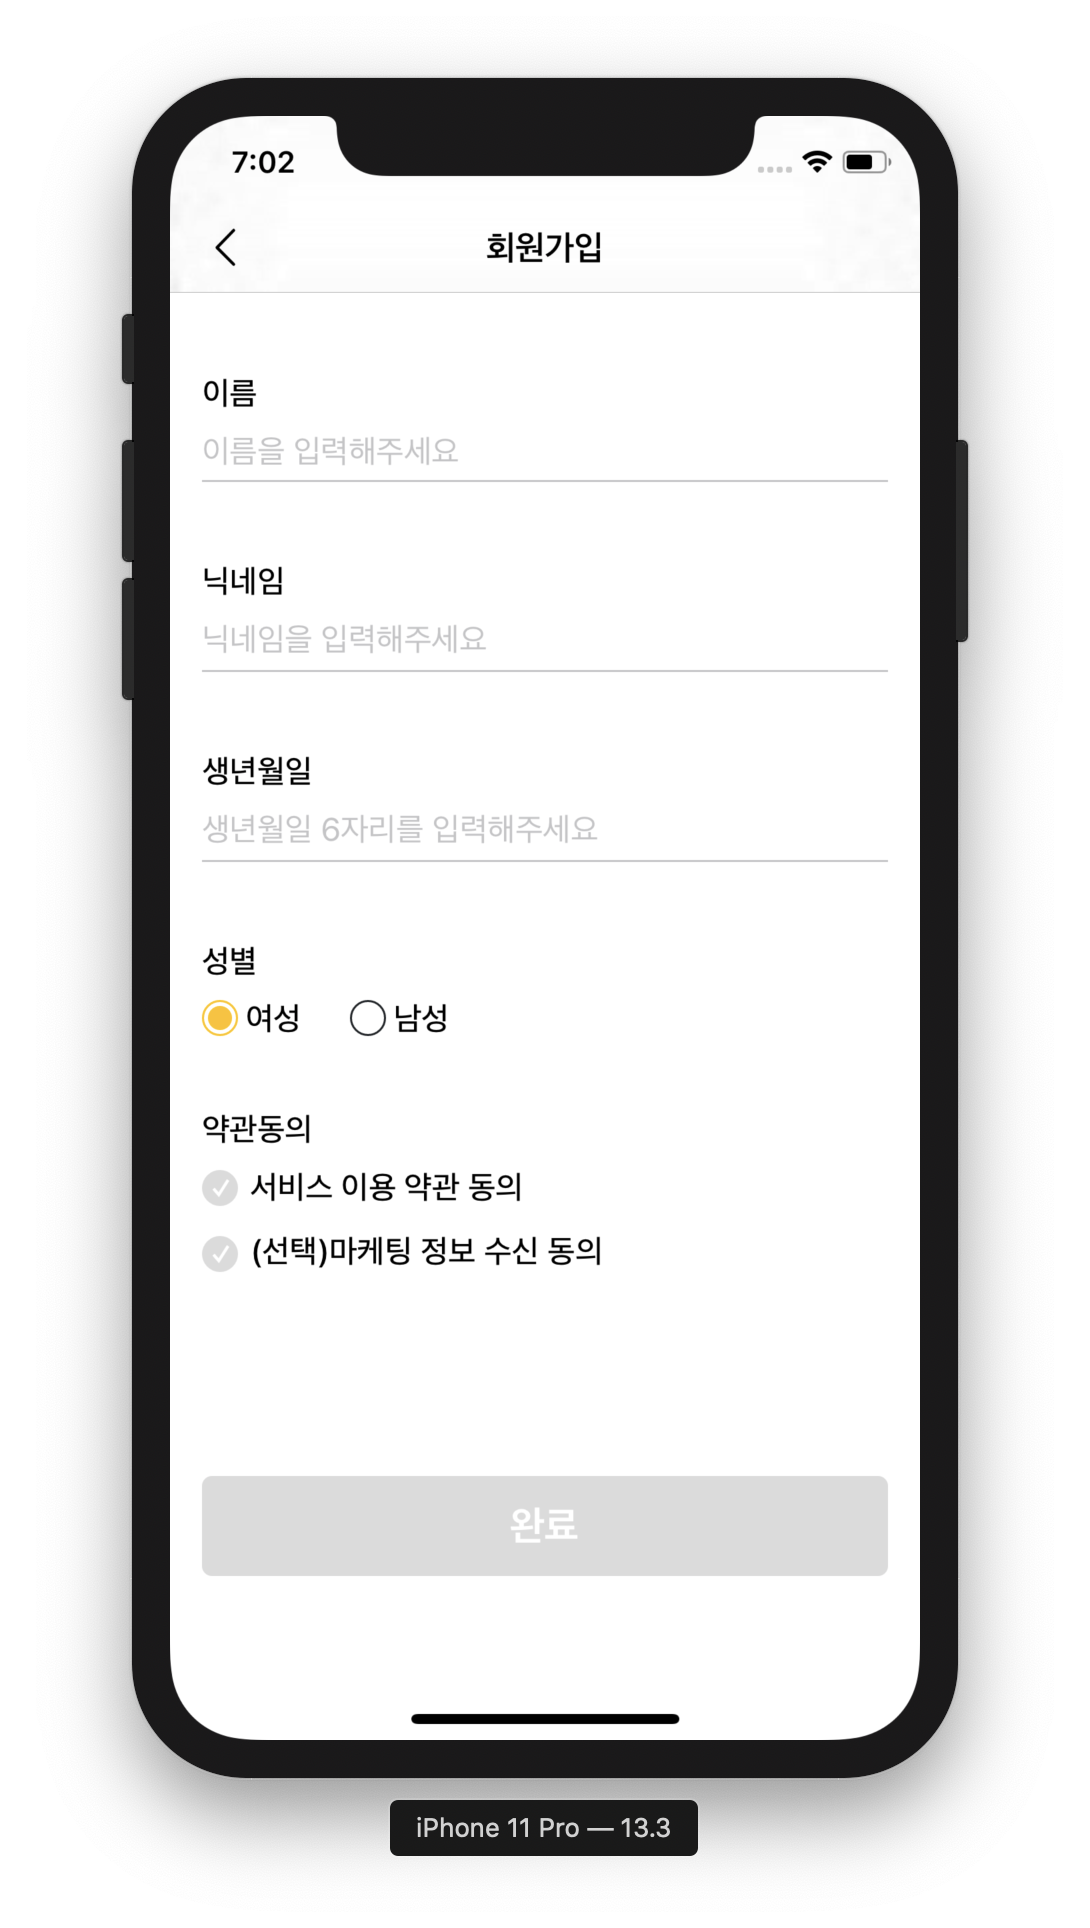 7:02
회원가입
이름
이름을 입력해주세요
닉네임
닉네임을 입력해주세요
생년월일
생년월일 6자리를 입력해주세요
성별
여성 남성
약관동의
서비스 이용 약관 동의
(선택)마케팅 정보 수신 동의
완료
iPhone 11 Pro — 13.3